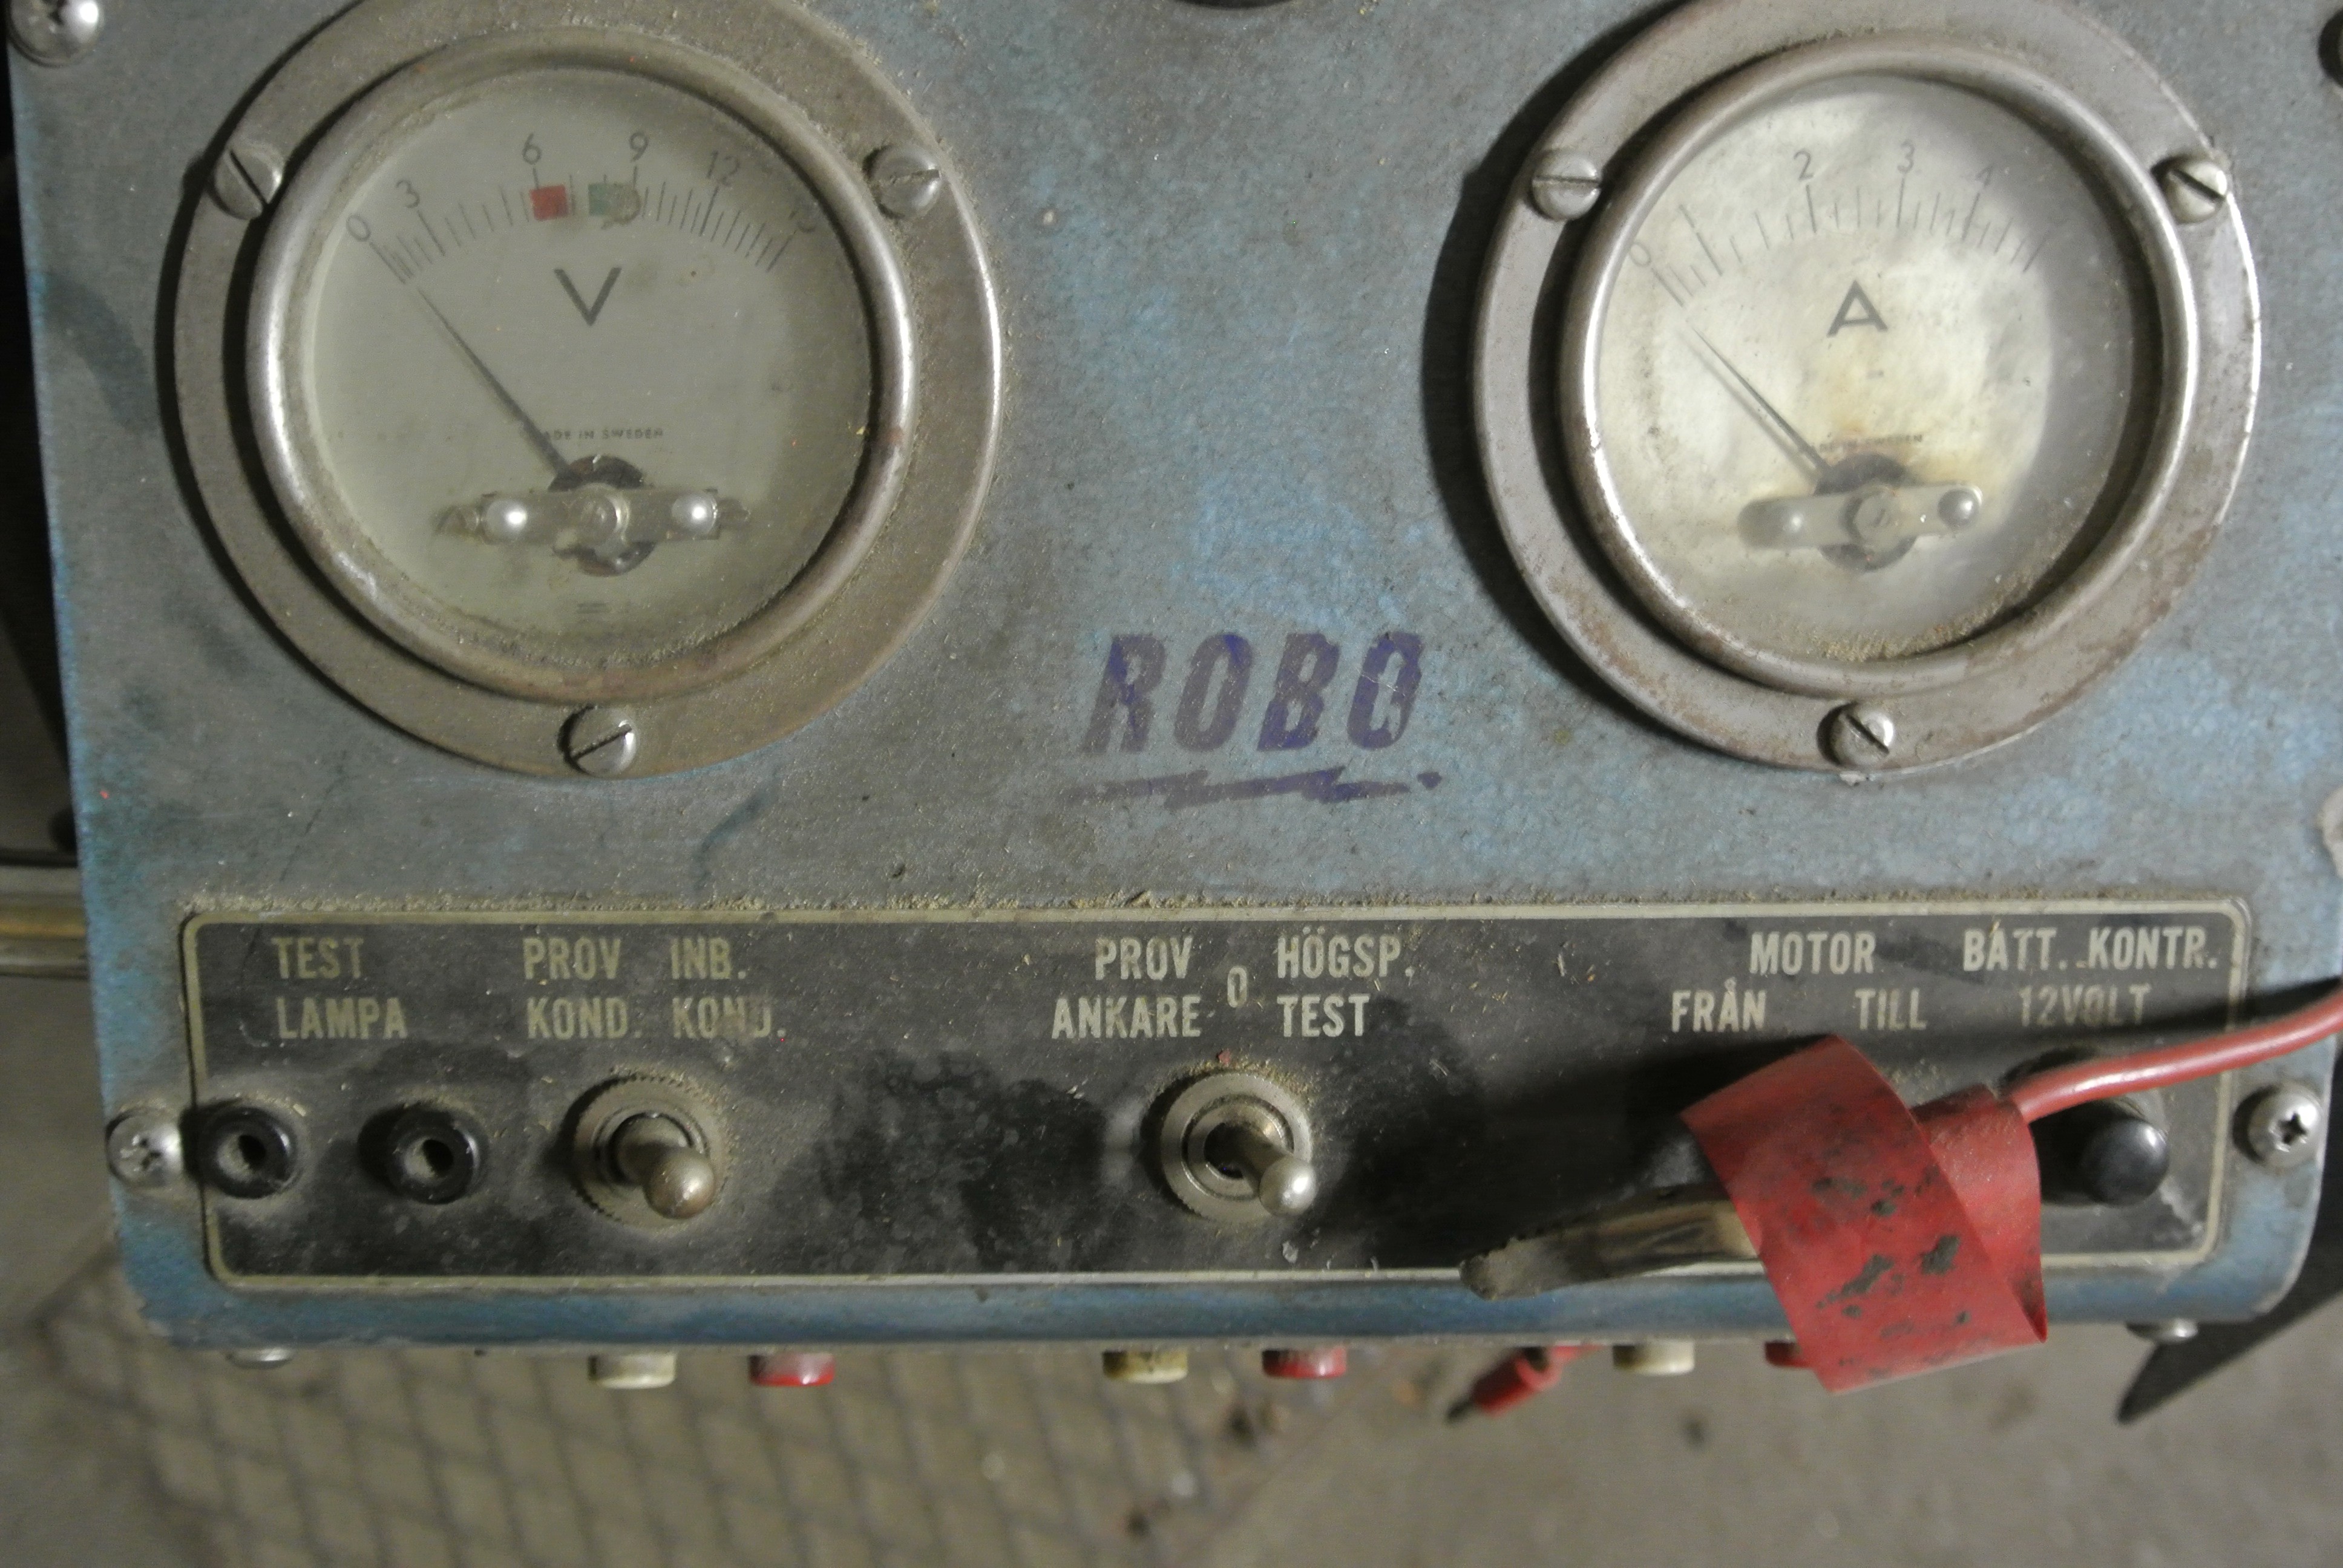 0 3 6 9 12
V
MADE IN SWEDEN
0 2 3 4
A
SWEDEN
ROBO
TEST
LAMPA
PROV INB.
KOND. KOND.
PROV 0 HÖGSP.
ANKARE TEST
MOTOR
FRÅN TILL
BATT. KONTR.
12VOLT